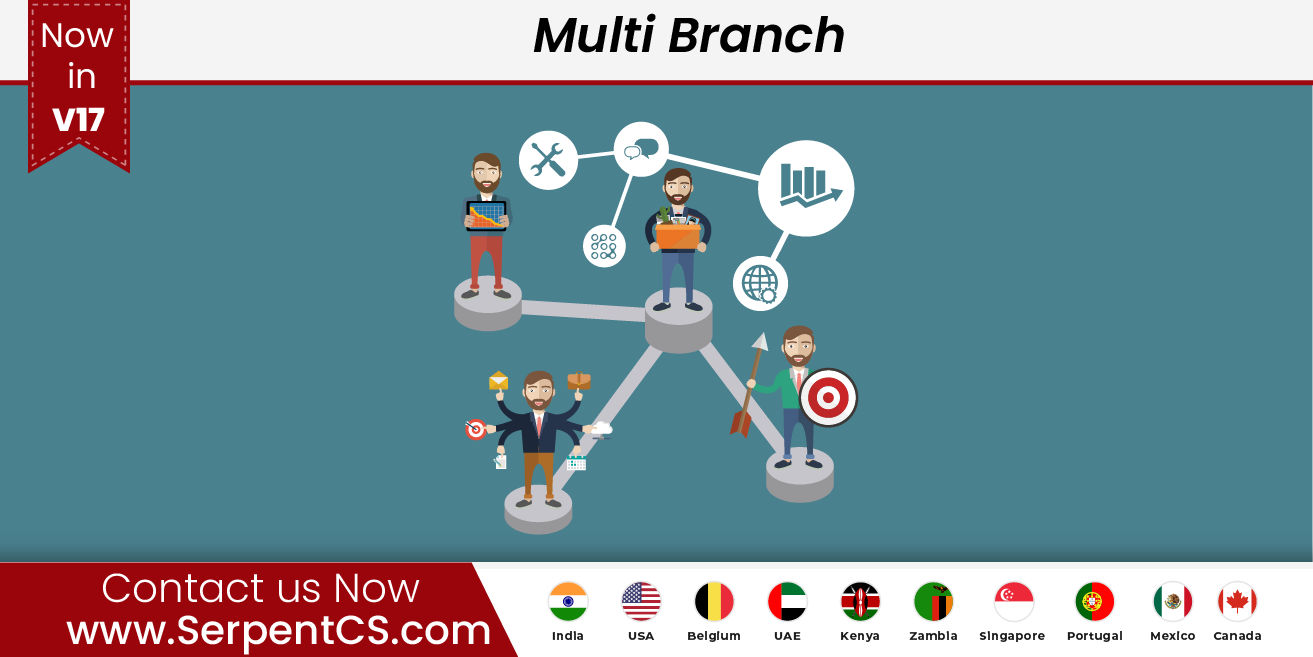 Now
in
V17
Multi Branch
Contact us Now
www.SerpentCS.com
India
USA
Belgium
UAE
Kenya
Zambia
Singapore
Portugal
Mexico
Canada